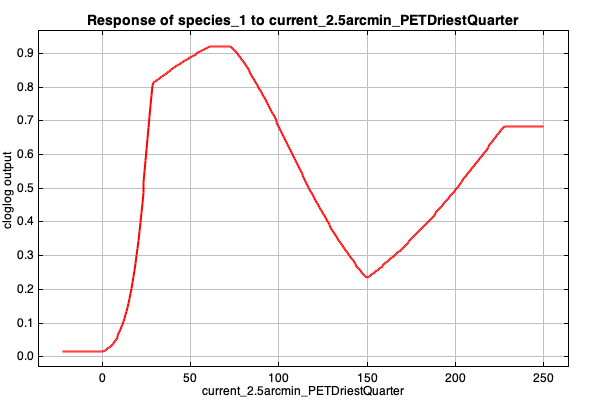 Response of species_1 to current_2.5arcmin_PETDriestQuarter
cloglog output
0.9
0.8
0.7
0.6
0.5
0.4
0.3
0.2
0.1
0.0
0 50 100 150 200 250
current_2.5arcmin_PETDriestQuarter